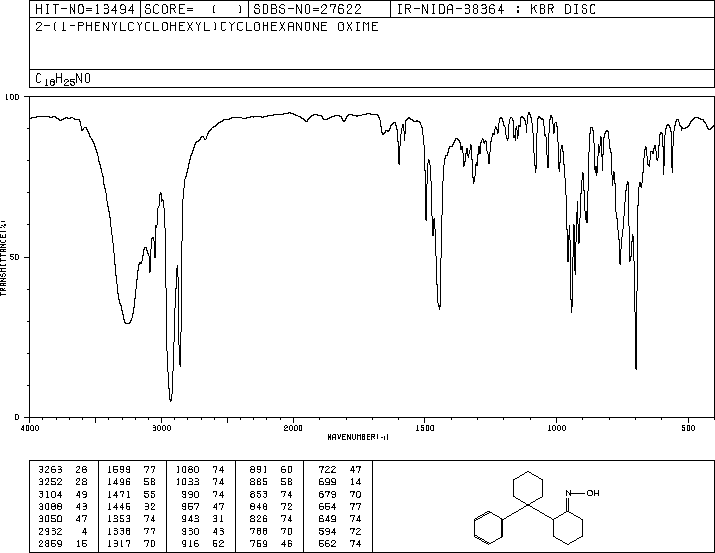 HIT-NO=13494 SCORE= ( ) SDBS-NO=27622 IR-NIDA-38364 : KBR DISC
2-(1-PHENYLCYCLOHEXYL)CYCLOHEXANONE OXIME
C18H25NO
100
50
0
TRANSMITTANCE(%)
4000 3000 2000 1500 1000 500
WAVENUMBER(-1)
3263 28 1599 77 1080 74 891 60 722 47
3252 28 1496 58 1033 74 885 58 699 14
3104 49 1471 55 990 74 853 74 679 70
3088 43 1446 32 957 47 848 72 664 77
3050 47 1353 74 943 31 826 74 649 74
2932 4 1338 77 930 43 788 70 594 72
2859 15 1317 70 916 52 759 46 562 74
N OH